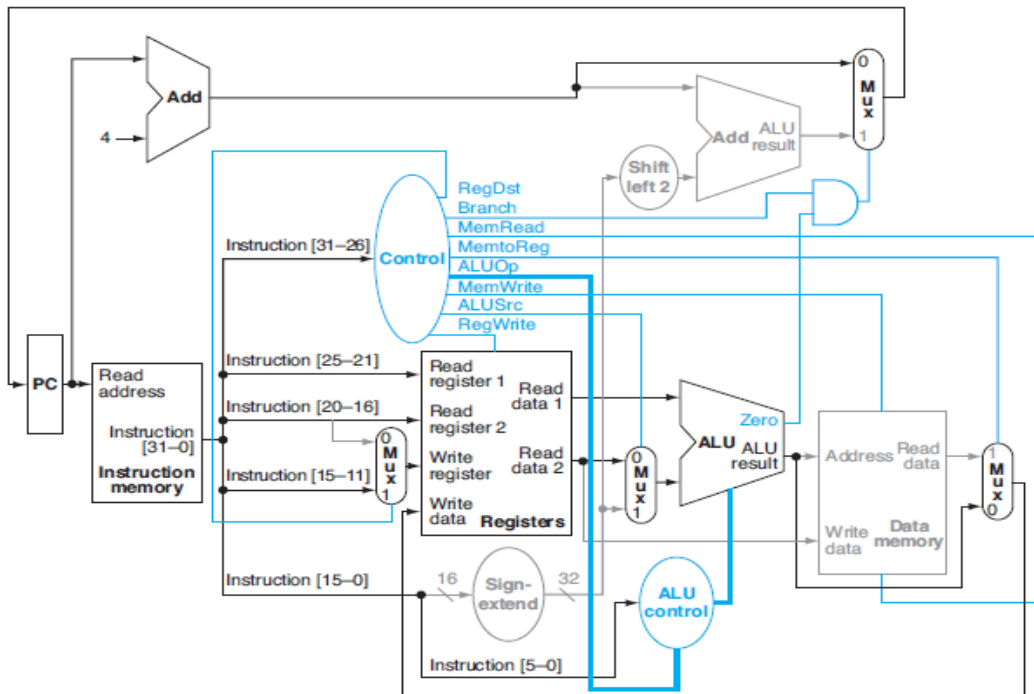 Add
4
0
Mux
1
Add
ALU
result
Shift
left 2
RegDst
Branch
MemRead
MemtoReg
ALUOp
MemWrite
ALUSrc
RegWrite
Control
Instruction [31–26]
PC
Read
address
Instruction
[31–0]
Instruction
memory
Instruction [25–21]
Instruction [20–16]
Instruction [15–11]
0
Mux
1
Read
register 1
Read
register 2
Write
register
Write
data
Read
data 1
Read
data 2
Registers
0
Mux
1
Zero
ALU
ALU
result
Address
Read
data
Write
data
Data
memory
1
Mux
0
Instruction [15–0]
16
Sign-
extend
32
ALU
control
Instruction [5–0]